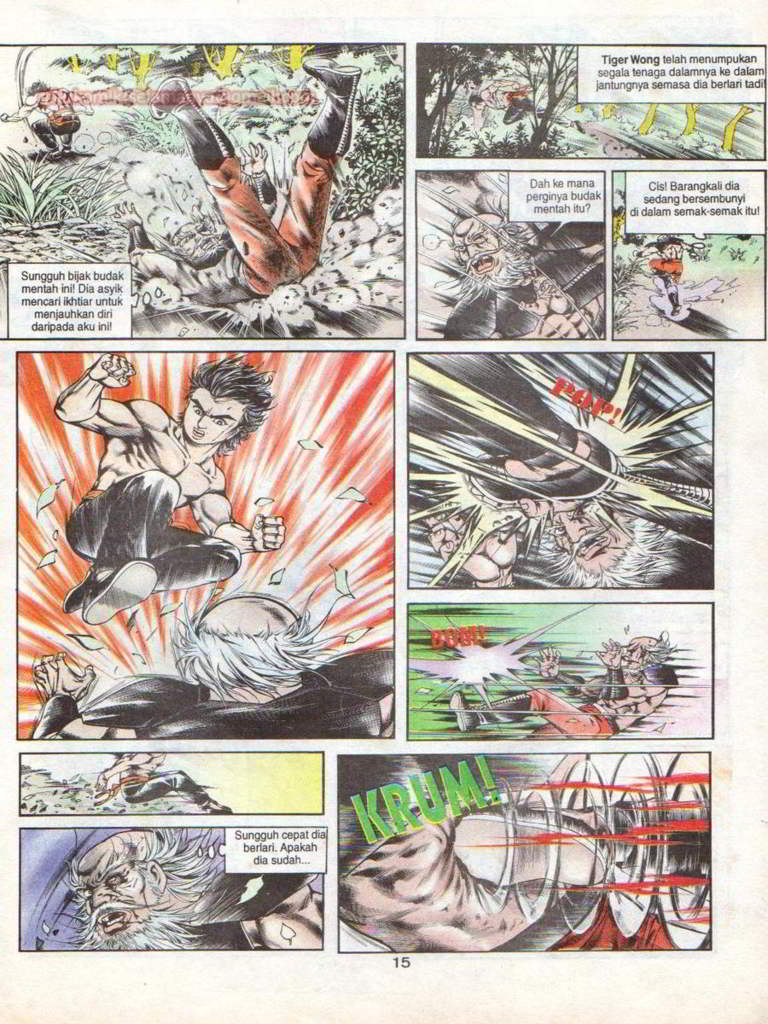 Sungguh bijak budak
mentah ini! Dia asyik
mencari ikhtiar untuk
menjauhkan diri
daripada aku ini!
Tiger Wong telah menumpukan
segala tenaga dalamnya ke dalam
jantungnya semasa dia berlari tadi!
Dah ke mana
perginya budak
mentah itu?
Cis! Barangkali dia
sedang bersembunyi
di dalam semak-semak itu!
POP!
BUM!
Sungguh cepat dia
berlari. Apakah
dia sudah...
KRUM!
15